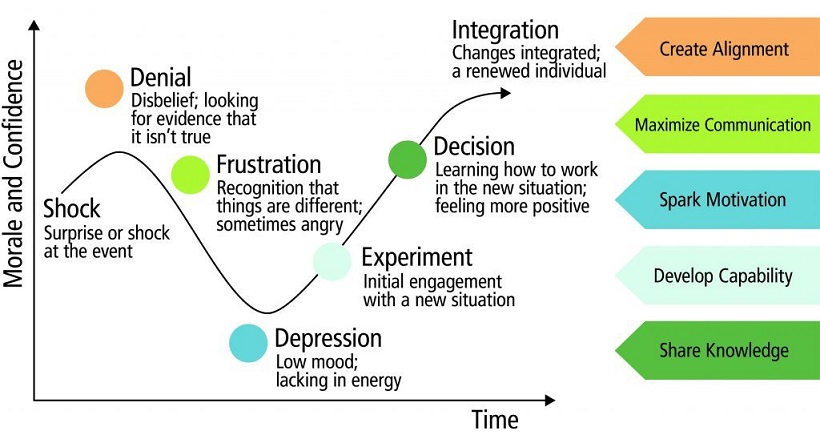 Morale and Confidence
Shock
Surprise or shock
at the event
Denial
Disbelief; looking
for evidence that
it isn't true
Frustration
Recognition that
things are different;
sometimes angry
Depression
Low mood;
lacking in energy
Experiment
Initial engagement
with a new situation
Decision
Learning how to work
in the new situation;
feeling more positive
Integration
Changes integrated;
a renewed individual
Time
Create Alignment
Maximize Communication
Spark Motivation
Develop Capability
Share Knowledge